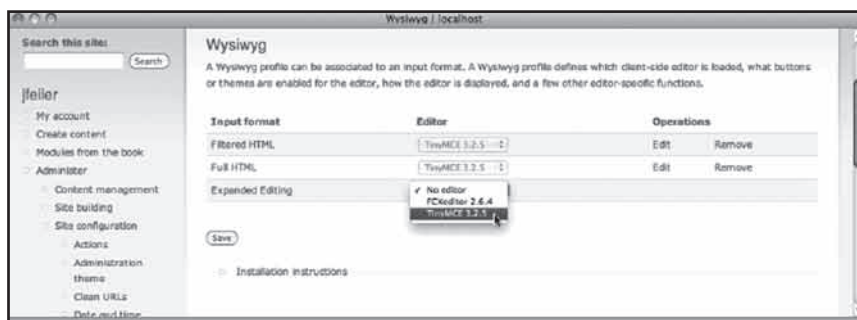 Wysiwyg | localhost
Search this site:
Search
jfeiler
My account
Create content
Modules from the book
Administer
Content management
Site building
Site configuration
Actions
Administration theme
Clean URLs
Date and time
Wysiwyg
A Wysiwyg profile can be associated to an input format. A Wysiwyg profile defines which client-side editor is loaded, what buttons
or themes are enabled for the editor, how the editor is displayed, and a few other editor-specific functions.
Input format Editor Operations
Filtered HTML TinyMCE 3.2.5 Edit Remove
Full HTML TinyMCE 3.2.5 Edit Remove
Expanded Editing
✓ No editor
FCKeditor 2.6.4
TinyMCE 3.2.5
Save
Installation instructions